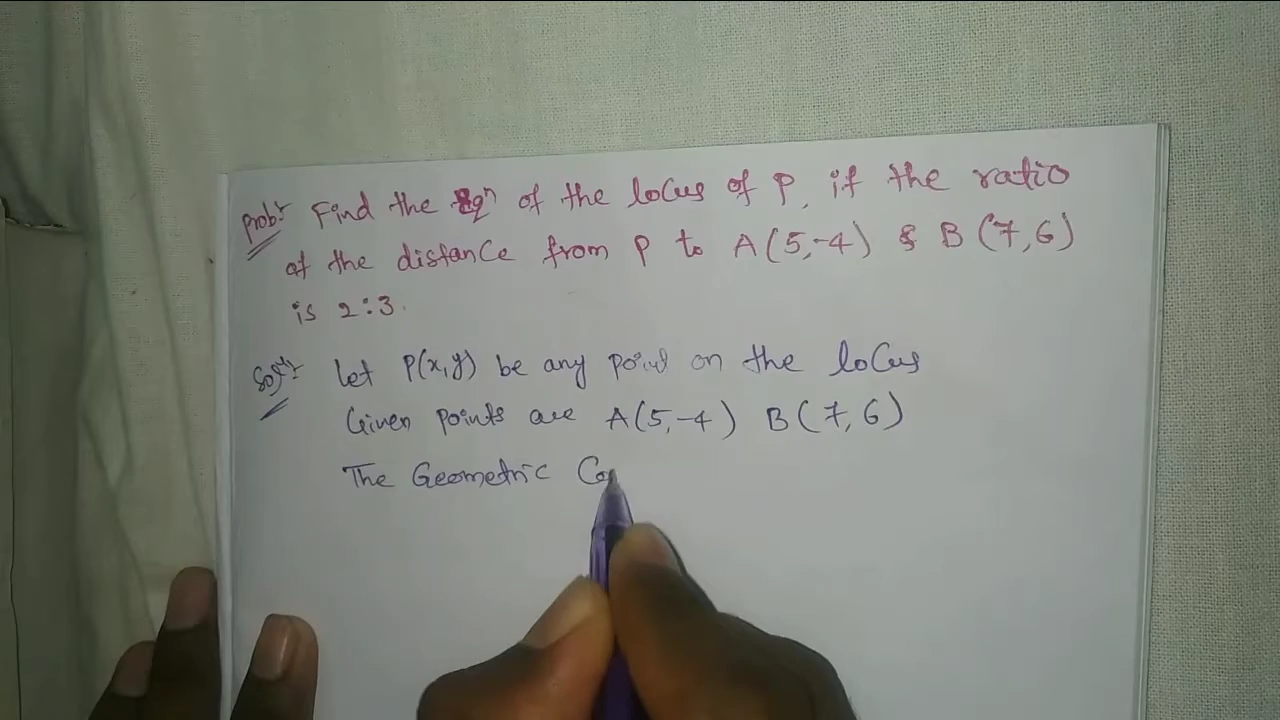 Prob:- Find the Eqn of the locus of P, if the ratio
of the distance from P to A(5,-4) & B(7,6)
is 2:3.
Sol:- Let P(x,y) be any point on the locus
Given points are A(5,-4) B(7,6)
The Geometric Co